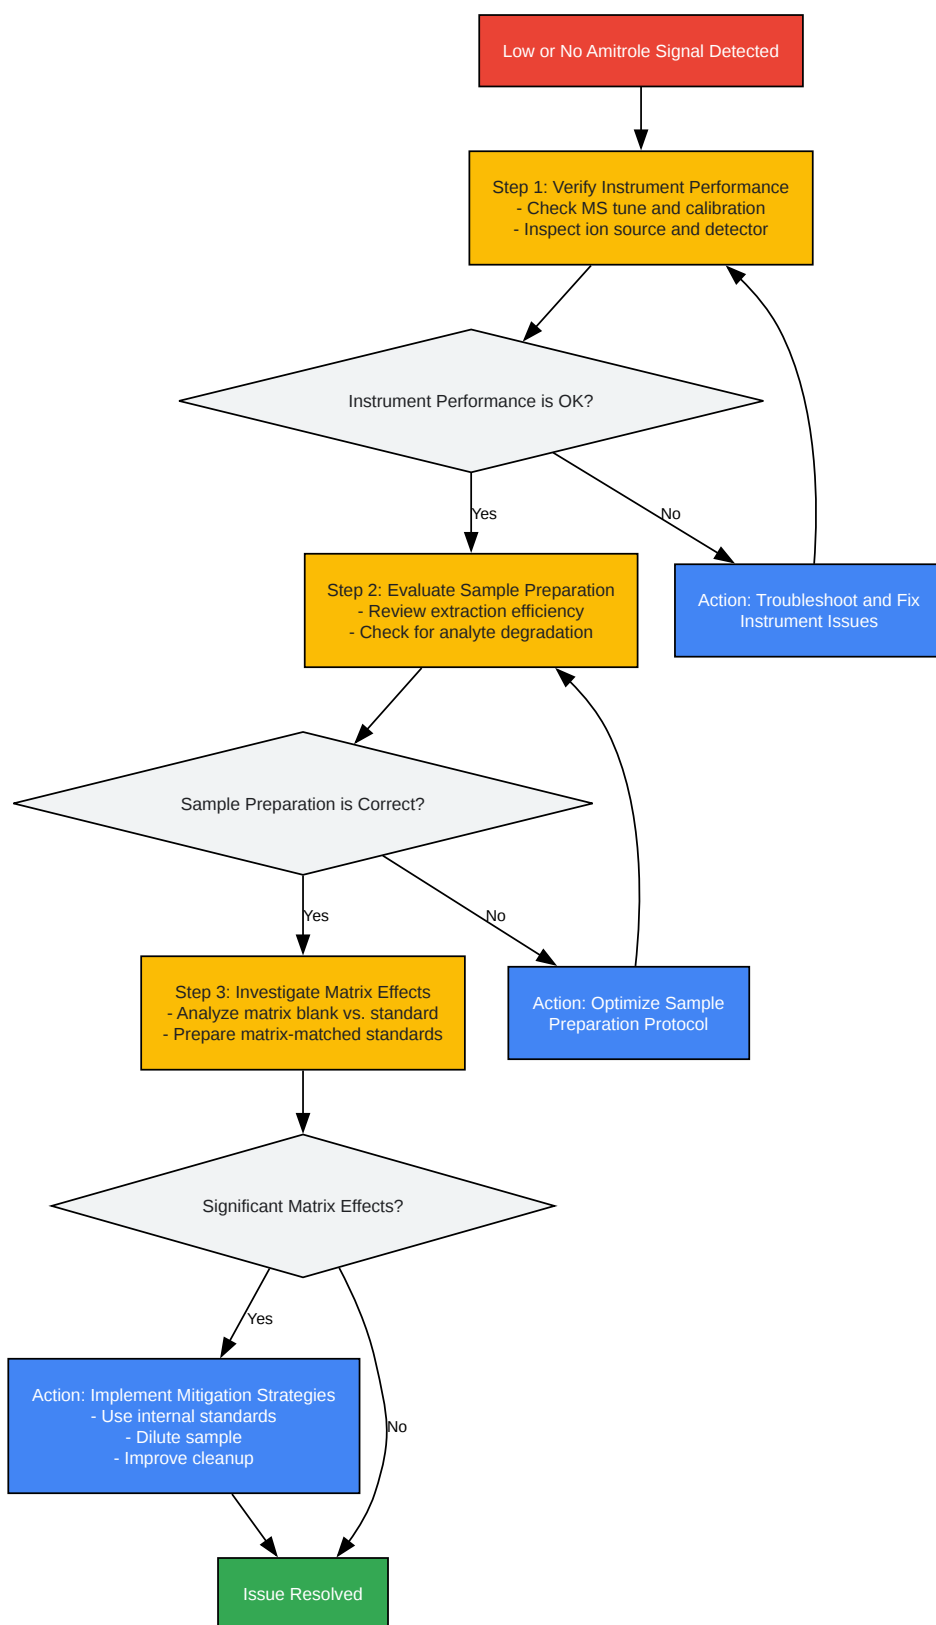 Low or No Amitrole Signal Detected
Step 1: Verify Instrument Performance
- Check MS tune and calibration
- Inspect ion source and detector
Instrument Performance is OK?
Yes
No
Step 2: Evaluate Sample Preparation
- Review extraction efficiency
- Check for analyte degradation
Action: Troubleshoot and Fix
Instrument Issues
Sample Preparation is Correct?
Yes
No
Step 3: Investigate Matrix Effects
- Analyze matrix blank vs. standard
- Prepare matrix-matched standards
Action: Optimize Sample
Preparation Protocol
Significant Matrix Effects?
Yes
No
Action: Implement Mitigation Strategies
- Use internal standards
- Dilute sample
- Improve cleanup
Issue Resolved